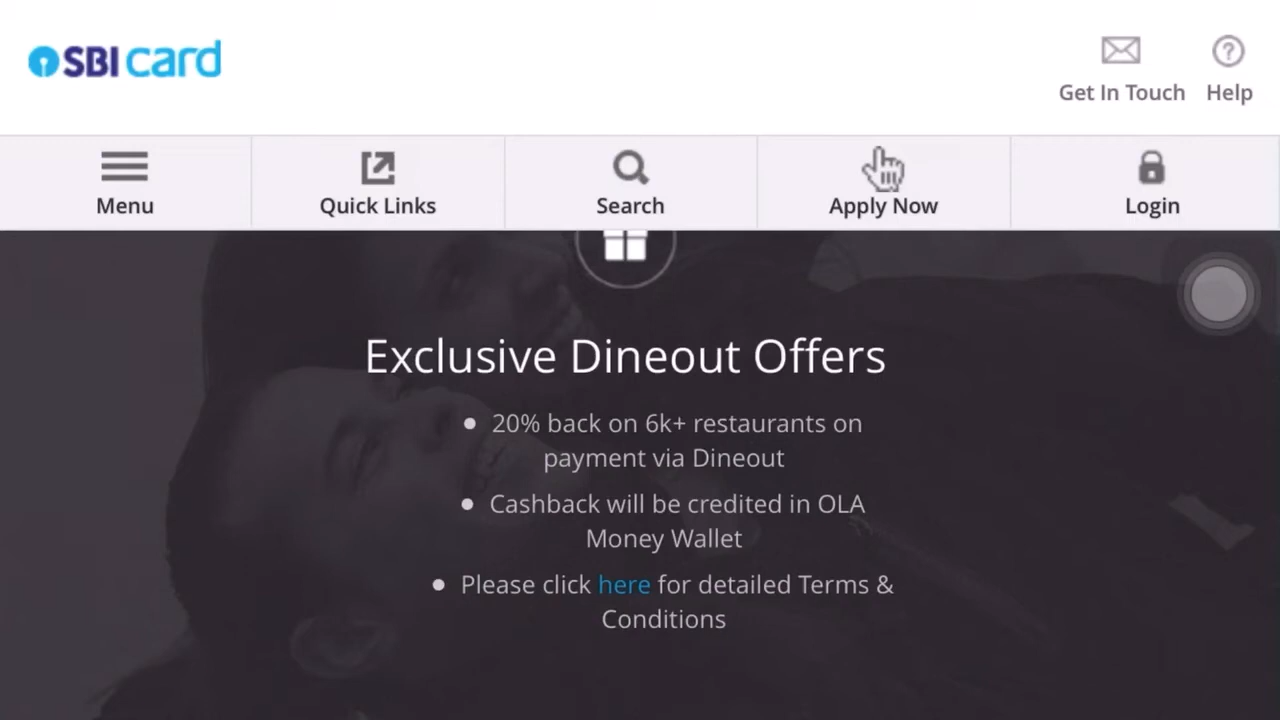 SBI card
Get In Touch
Help
Menu
Quick Links
Search
Apply Now
Login
Exclusive Dineout Offers
• 20% back on 6k+ restaurants on
payment via Dineout
• Cashback will be credited in OLA
Money Wallet
• Please click here for detailed Terms &
Conditions